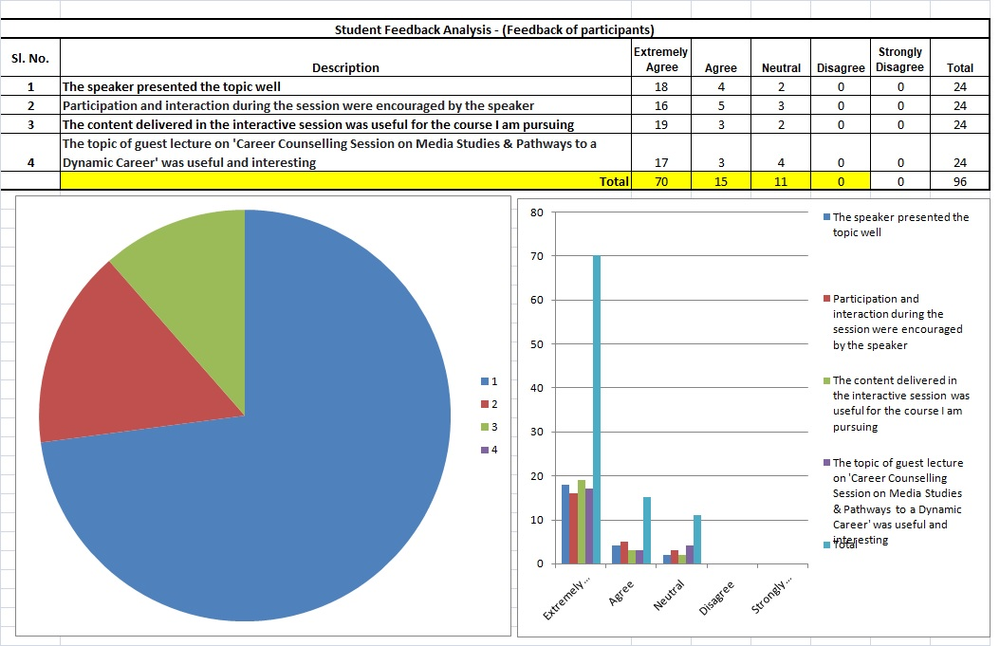 Student Feedback Analysis - (Feedback of participants)
Sl. No. Description Extremely Agree Agree Neutral Disagree Strongly Disagree Total
1 The speaker presented the topic well 18 4 2 0 0 24
2 Participation and interaction during the session were encouraged by the speaker 16 5 3 0 0 24
3 The content delivered in the interactive session was useful for the course I am pursuing 19 3 2 0 0 24
The topic of guest lecture on 'Career Counselling Session on Media Studies & Pathways to a
4 Dynamic Career' was useful and interesting 17 3 4 0 0 24
Total 70 15 11 0 0 96
1
2
3
4
80
70
60
50
40
30
20
10
0
Extremely...
Agree
Neutral
Disagree
Strongly...
The speaker presented the
topic well
Participation and
interaction during the
session were encouraged
by the speaker
The content delivered in
the interactive session was
useful for the course I am
pursuing
The topic of guest lecture
on 'Career Counselling
Session on Media Studies
& Pathways to a Dynamic
Career' was useful and
interesting
Total